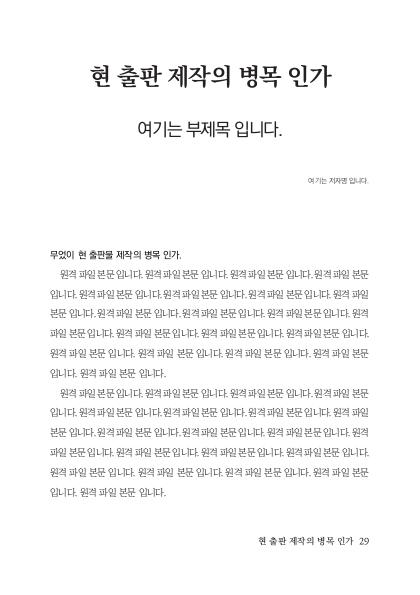 현 출판 제작의 병목 인가
여기는 부제목 입니다.
여기는 저자명 입니다.
무엇이 현 출판물 제작의 병목 인가.
원격 파일 본문 입니다. 원격 파일 본문 입니다. 원격 파일 본문 입니다. 원격 파일 본문
입니다. 원격 파일 본문 입니다. 원격 파일 본문 입니다. 원격 파일 본문 입니다. 원격 파일
본문 입니다. 원격 파일 본문 입니다. 원격 파일 본문 입니다. 원격 파일 본문 입니다. 원격
파일 본문 입니다. 원격 파일 본문 입니다. 원격 파일 본문 입니다. 원격 파일 본문 입니다.
원격 파일 본문 입니다. 원격 파일 본문 입니다. 원격 파일 본문 입니다. 원격 파일 본문
입니다. 원격 파일 본문 입니다.
원격 파일 본문 입니다. 원격 파일 본문 입니다. 원격 파일 본문 입니다. 원격 파일 본문
입니다. 원격 파일 본문 입니다. 원격 파일 본문 입니다. 원격 파일 본문 입니다. 원격 파일
본문 입니다. 원격 파일 본문 입니다. 원격 파일 본문 입니다. 원격 파일 본문 입니다. 원격
파일 본문 입니다. 원격 파일 본문 입니다. 원격 파일 본문 입니다. 원격 파일 본문 입니다.
원격 파일 본문 입니다. 원격 파일 본문 입니다. 원격 파일 본문 입니다. 원격 파일 본문
입니다. 원격 파일 본문 입니다.
현 출판 제작의 병목 인가 29